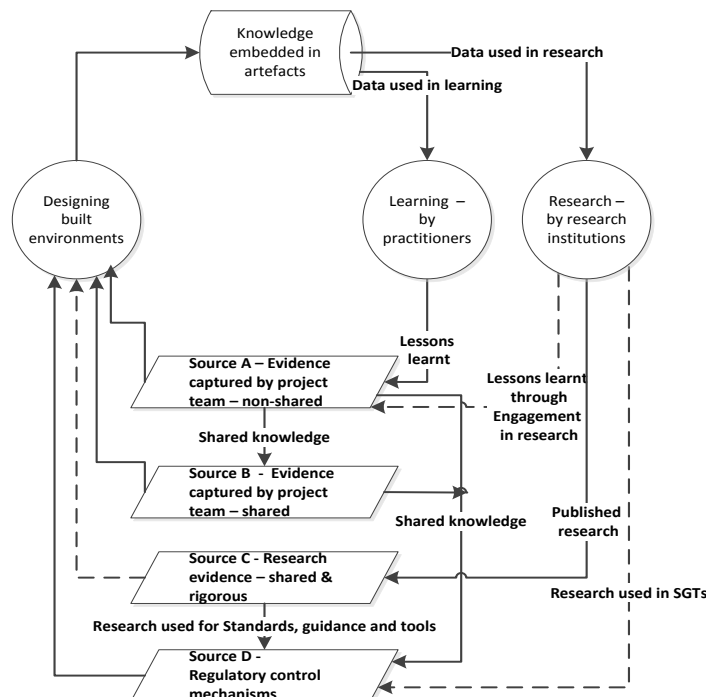 Knowledge
embedded in
artefacts
Data used in research
Data used in learning
Designing
built
environments
Learning –
by
practitioners
Research –
by research
institutions
Lessons
learnt
Source A – Evidence
captured by project
team – non-shared
Lessons learnt
through
Engagement
in research
Shared knowledge
Source B - Evidence
captured by project
team – shared
Shared knowledge
Published
research
Source C - Research
evidence – shared &
rigorous
Research used in SGTs
Research used for Standards, guidance and tools
Source D -
Regulatory control
mechanisms